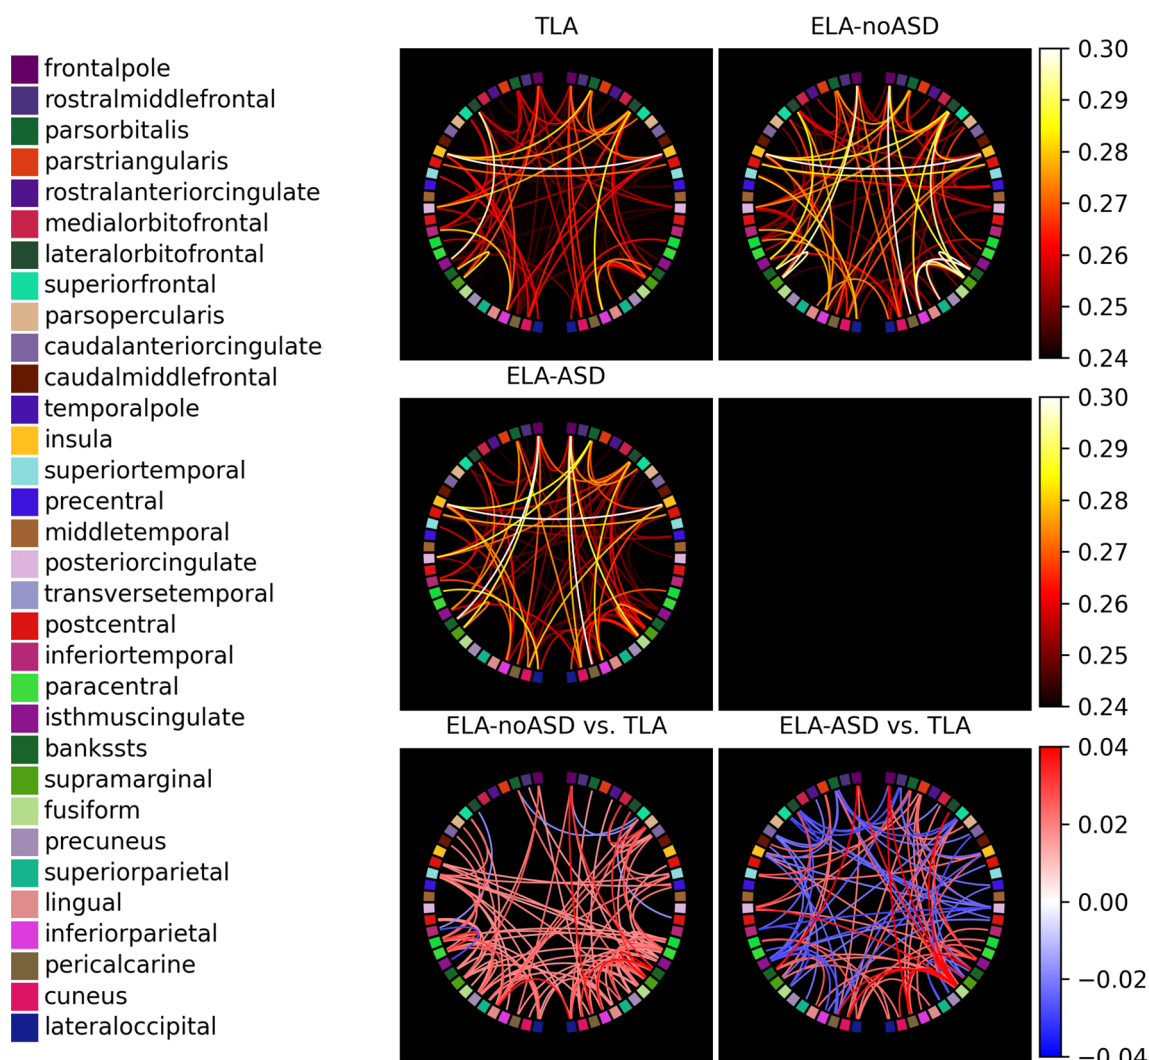 TLA
ELA-noASD
frontalpole
rostralmiddlefrontal
parsorbitalis
parstriangularis
rostralanteriorcingulate
medialorbitofrontal
lateralorbitofrontal
superiorfrontal
parsopercularis
caudalanteriorcingulate
caudalmiddlefrontal
temporalpole
insula
superiortemporal
precentral
middletemporal
posteriorcingulate
transversetemporal
postcentral
inferiortemporal
paracentral
isthmuscingulate
bankssts
supramarginal
fusiform
precuneus
superiorparietal
lingual
inferiorparietal
pericalcarine
cuneus
lateraloccipital
0.30
0.29
0.28
0.27
0.26
0.25
0.24
ELA-ASD
0.30
0.29
0.28
0.27
0.26
0.25
0.24
ELA-noASD vs. TLA
ELA-ASD vs. TLA
0.04
0.02
0.00
−0.02
−0.04